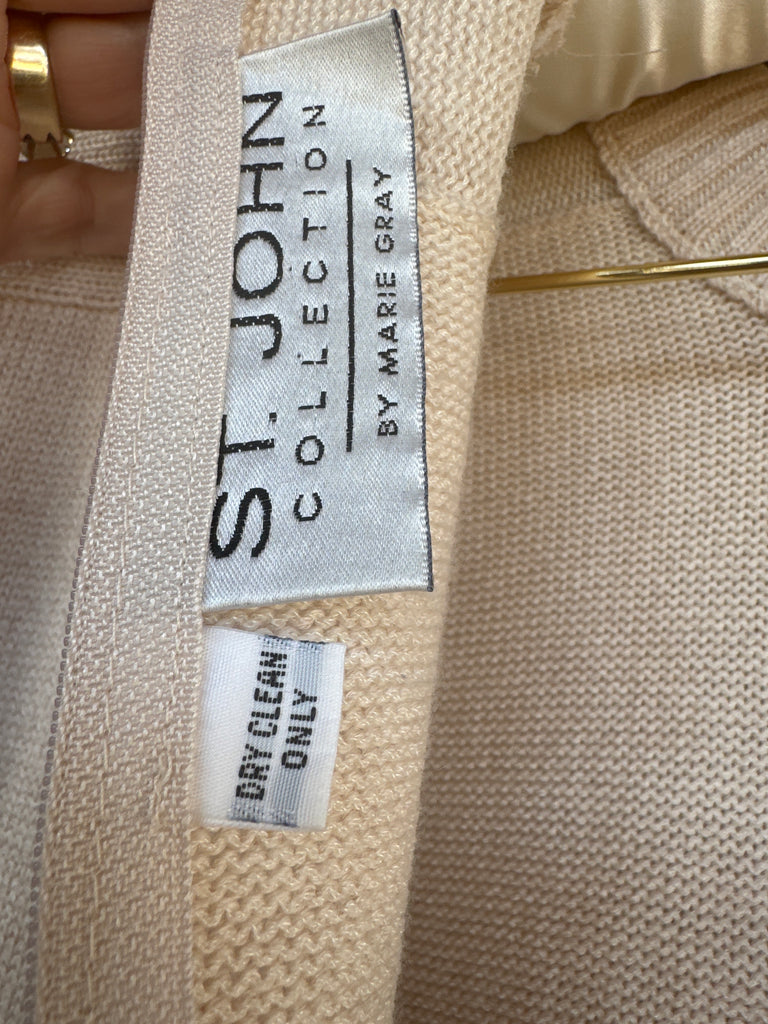 ST. JOHN
COLLECTION
BY MARIE GRAY
DRY CLEAN
ONLY